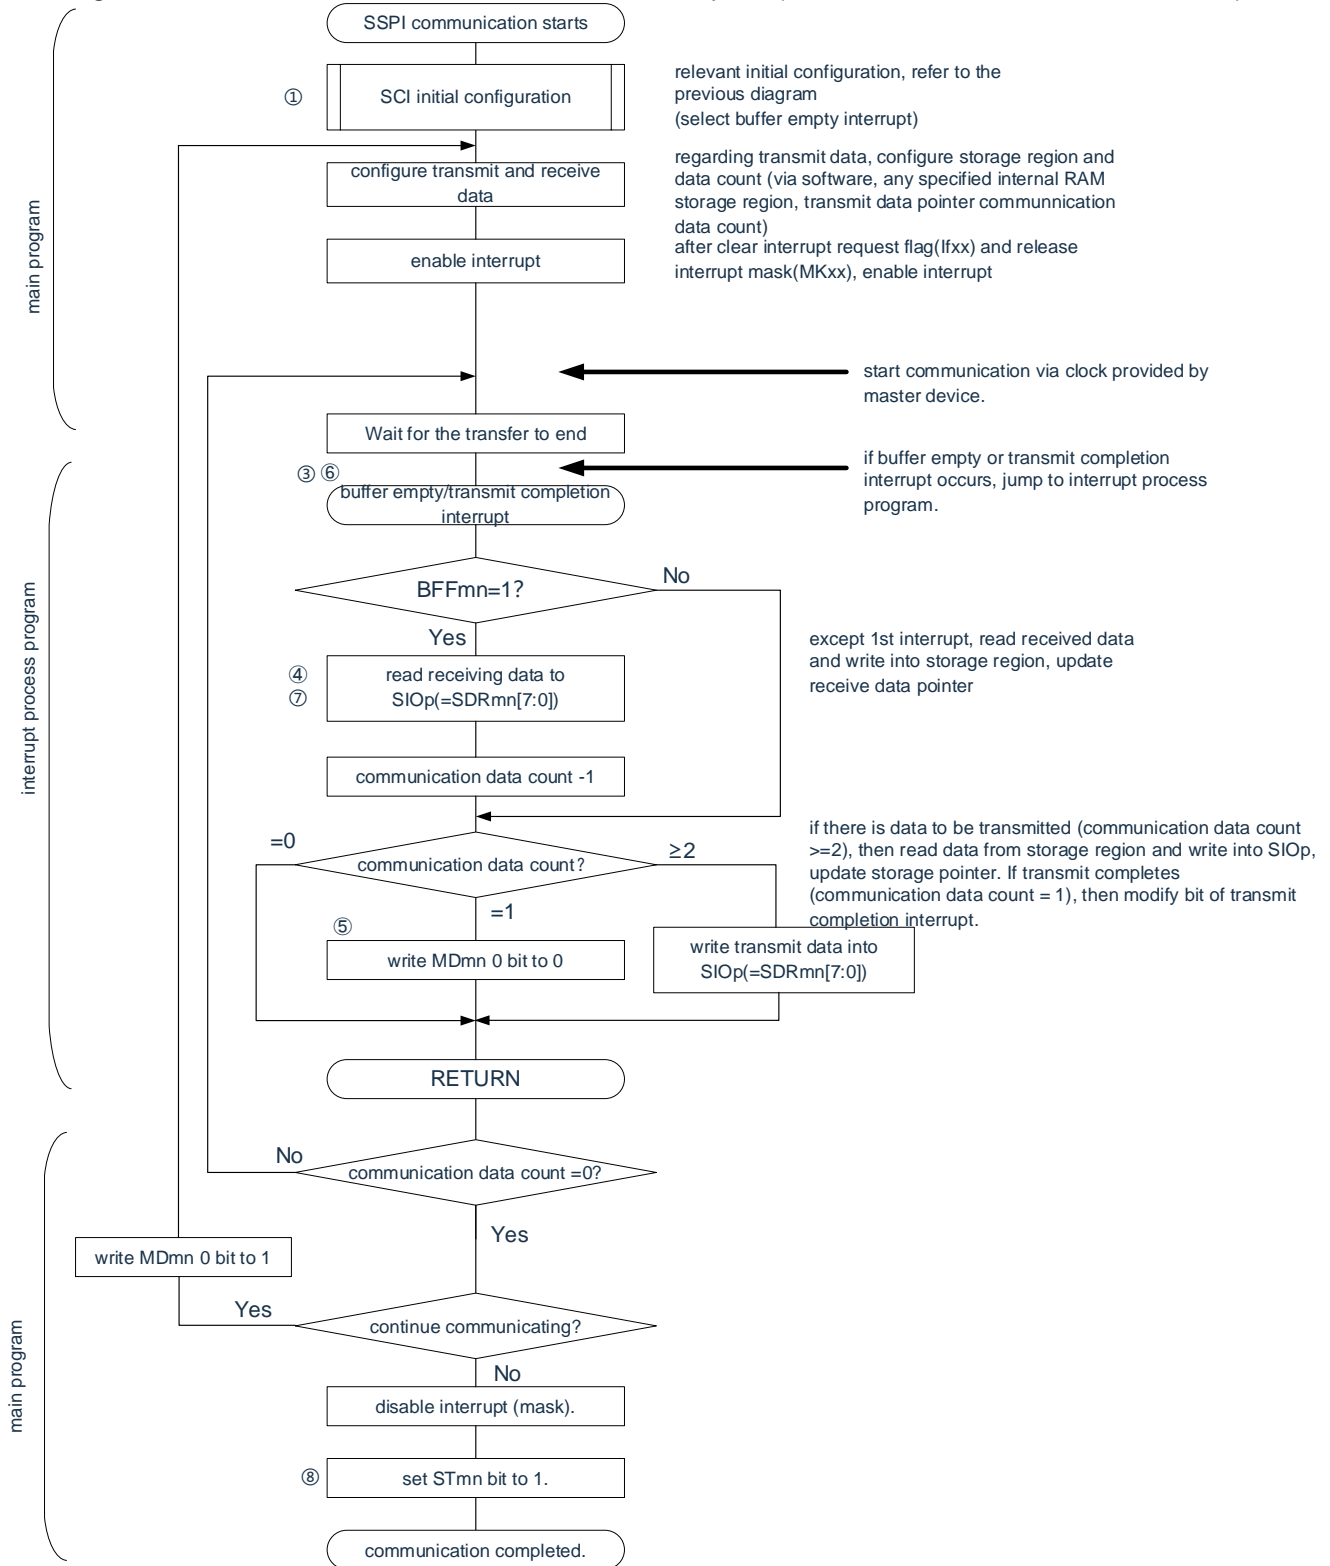 SSPI communication starts
①
SCI initial configuration
relevant initial configuration, refer to the
previous diagram
(select buffer empty interrupt)
configure transmit and receive
data
regarding transmit data, configure storage region and
data count (via software, any specified internal RAM
storage region, transmit data pointer communnication
data count)
enable interrupt
after clear interrupt request flag(Ifxx) and release
interrupt mask(MKxx), enable interrupt
main program
start communication via clock provided by
master device.
Wait for the transfer to end
③ ⑥
if buffer empty or transmit completion
interrupt occurs, jump to interrupt process
program.
buffer empty/transmit completion
interrupt
BFFmn=1?
No
Yes
interrupt process program
④
⑦
read receiving data to
SIOp(=SDRmn[7:0])
except 1st interrupt, read received data
and write into storage region, update
receive data pointer
communication data count -1
=0
communication data count?
≥2
=1
if there is data to be transmitted (communication data count
>=2), then read data from storage region and write into SIOp,
update storage pointer. If transmit completes
(communication data count = 1), then modify bit of transmit
completion interrupt.
⑤
write MDmn 0 bit to 0
write transmit data into
SIOp(=SDRmn[7:0])
RETURN
No
communication data count =0?
Yes
write MDmn 0 bit to 1
Yes
continue communicating?
No
main program
disable interrupt (mask).
⑧
set STmn bit to 1.
communication completed.